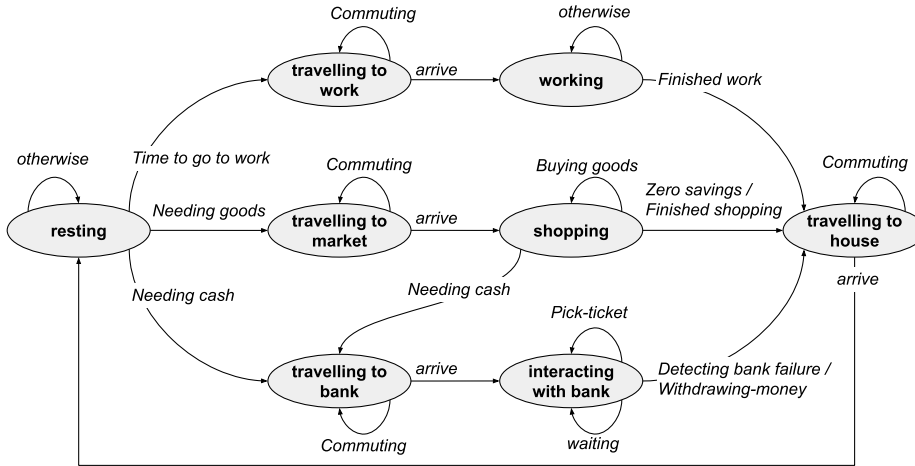 Commuting
otherwise
travelling to
work
arrive
working
Finished work
otherwise
Time to go to work
Commuting
Buying goods
Zero savings /
Finished shopping
Commuting
resting
Needing goods
travelling to
market
arrive
shopping
travelling to
house
Needing cash
Needing cash
arrive
Pick-ticket
travelling to
bank
arrive
interacting
with bank
Detecting bank failure /
Withdrawing-money
Commuting
waiting